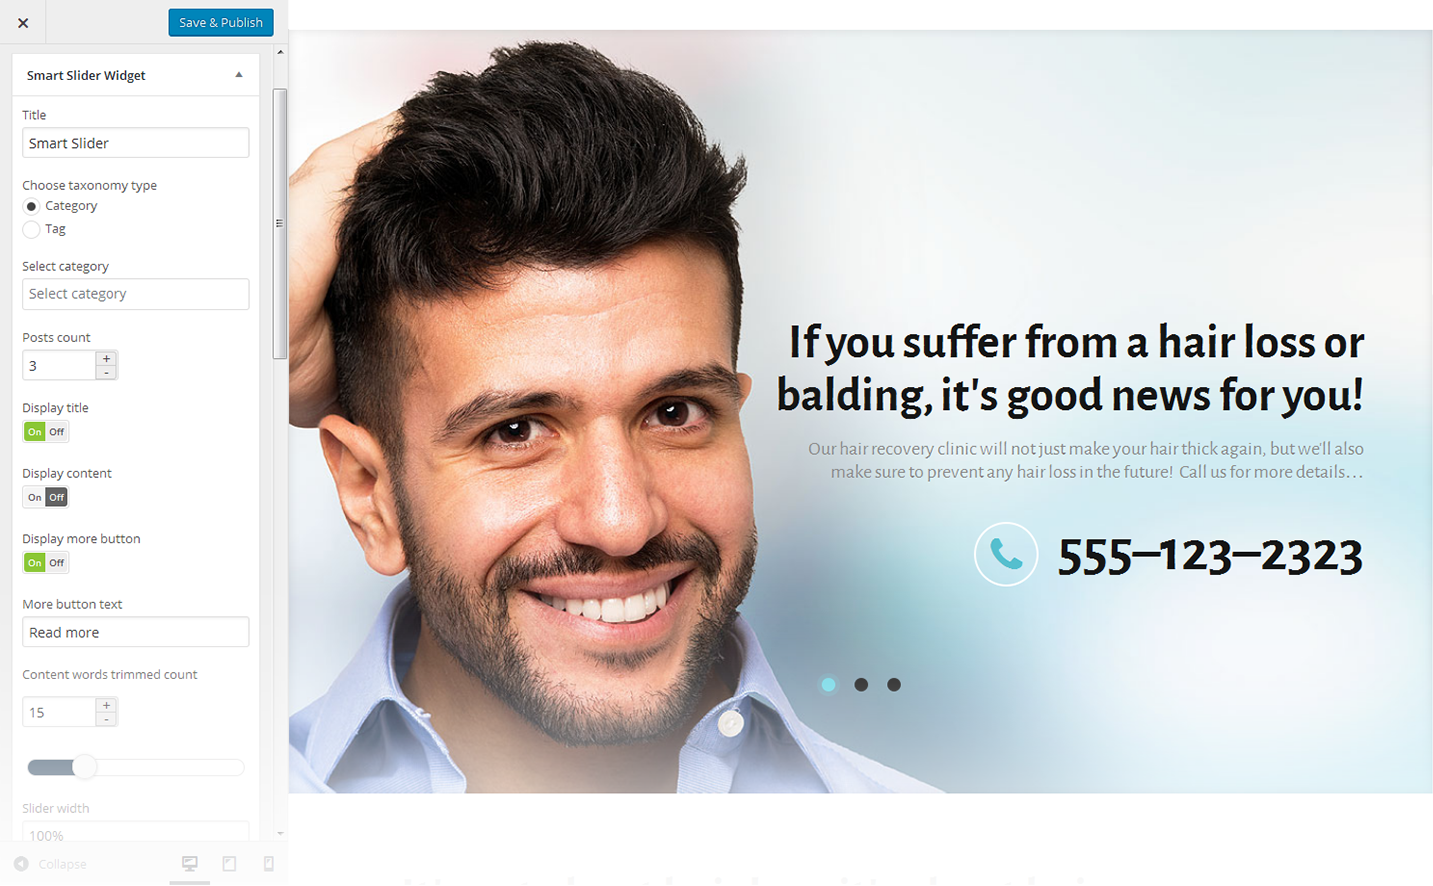 Save & Publish
Smart Slider Widget
Title
Smart Slider
Choose taxonomy type
Category
Tag
Select category
Select category
Posts count
3
+
-
Display title
On Off
Display content
On Off
Display more button
On Off
More button text
Read more
Content words trimmed count
15
+
-
Slider width
100%
Collapse
If you suffer from a hair loss or
balding, it's good news for you!
Our hair recovery clinic will not just make your hair thick again, but we'll also
make sure to prevent any hair loss in the future! Call us for more details...
555–123–2323